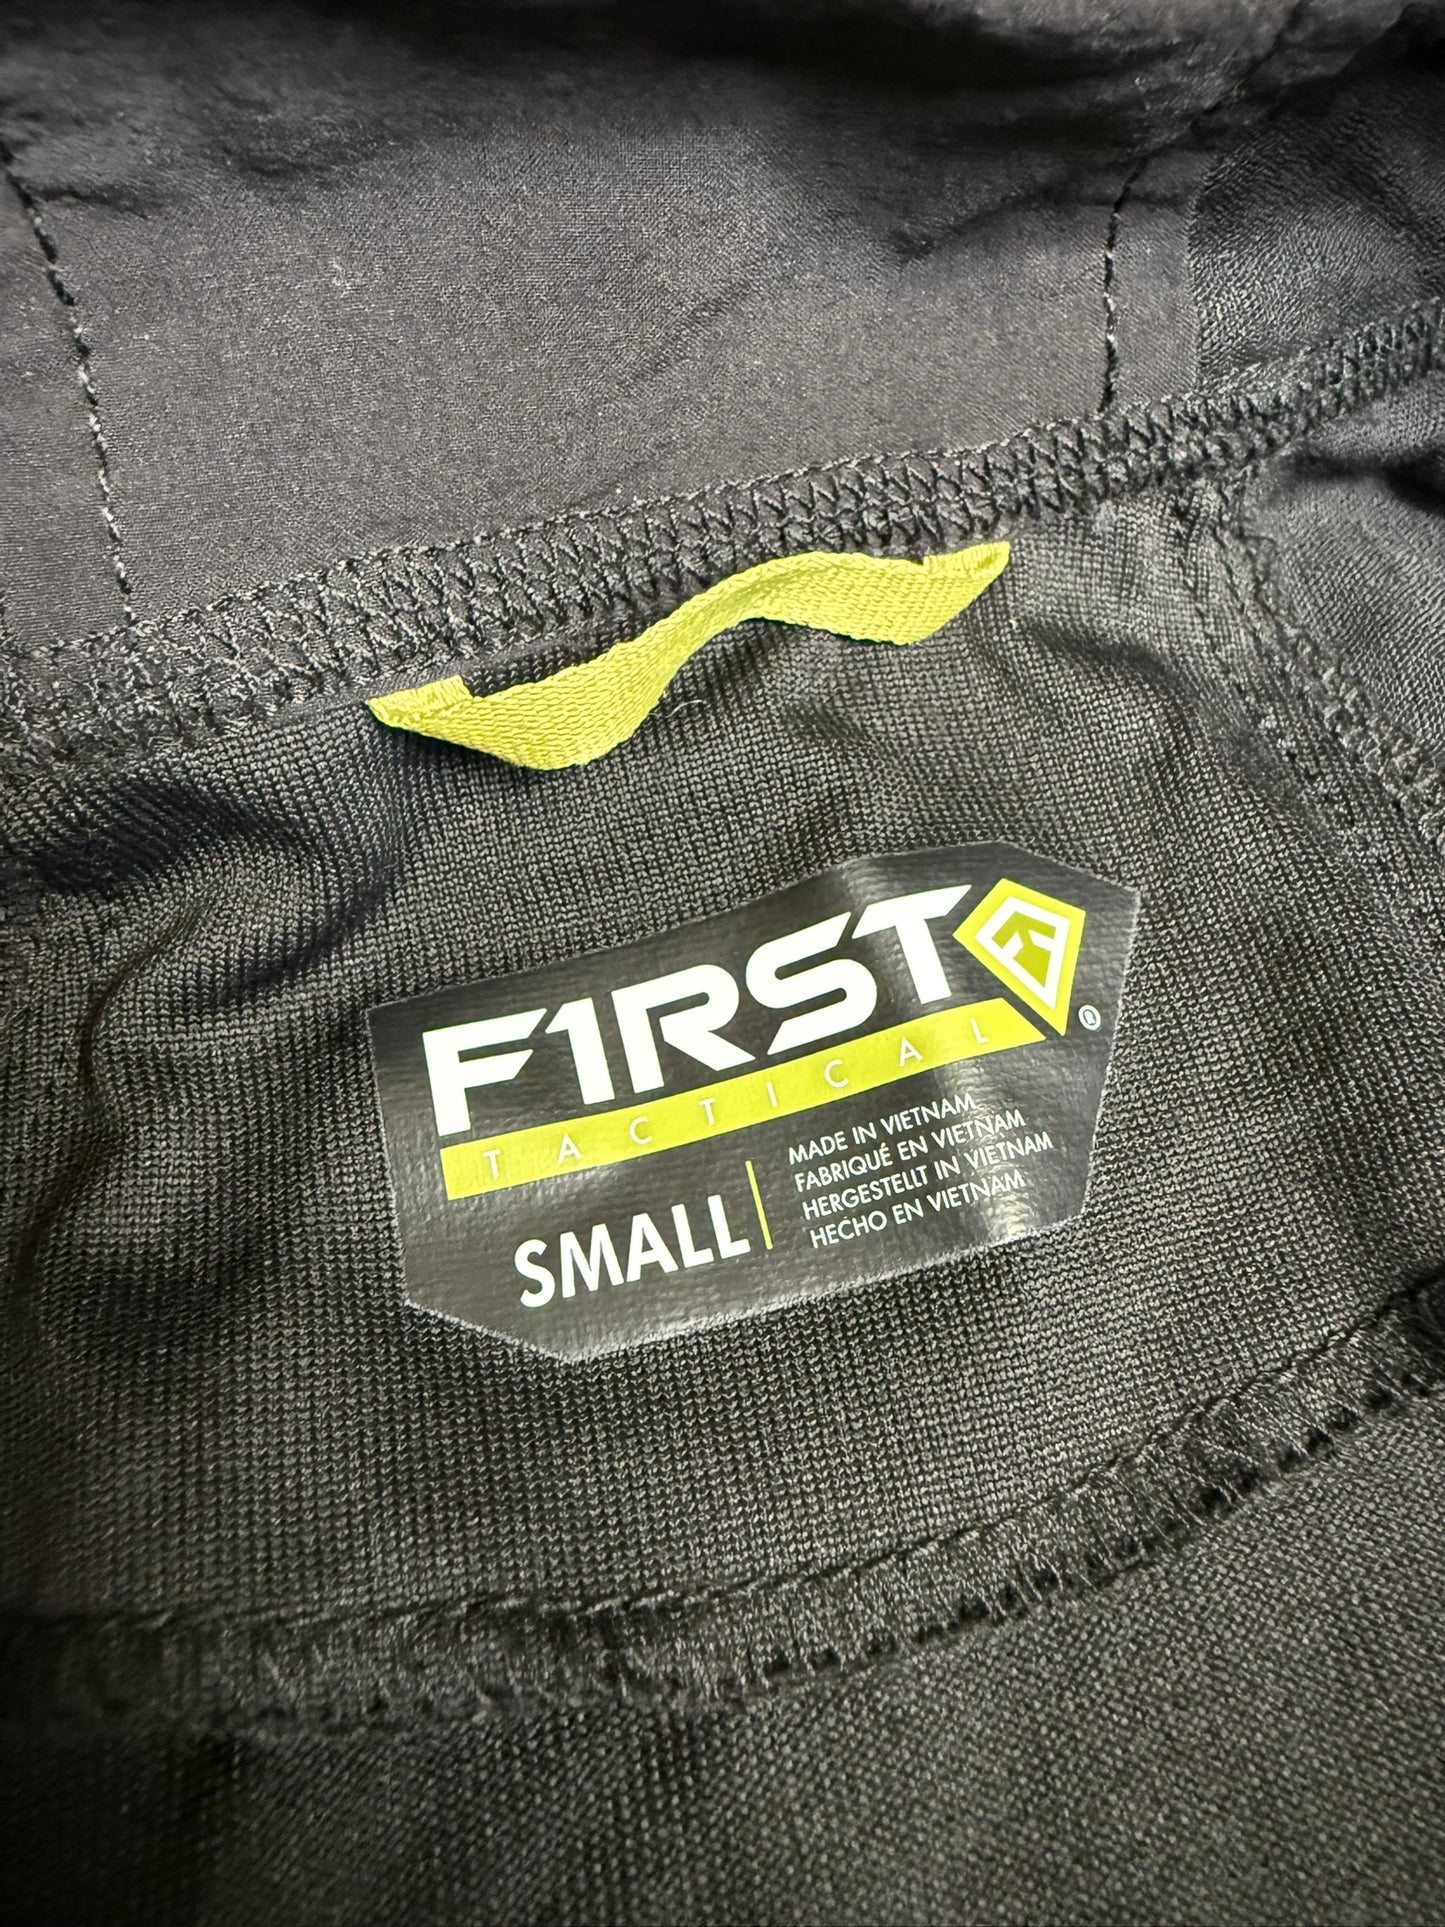 F1RST
TACTICAL ®
SMALL
MADE IN VIETNAM
FABRIQUÉ EN VIETNAM
HERGESTELLT IN VIETNAM
HECHO EN VIETNAM